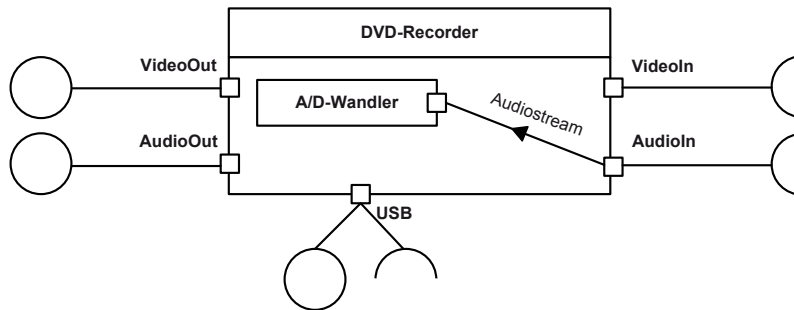 DVD-Recorder
VideoOut
VideoIn
A/D-Wandler
Audiostream
AudioOut
AudioIn
USB